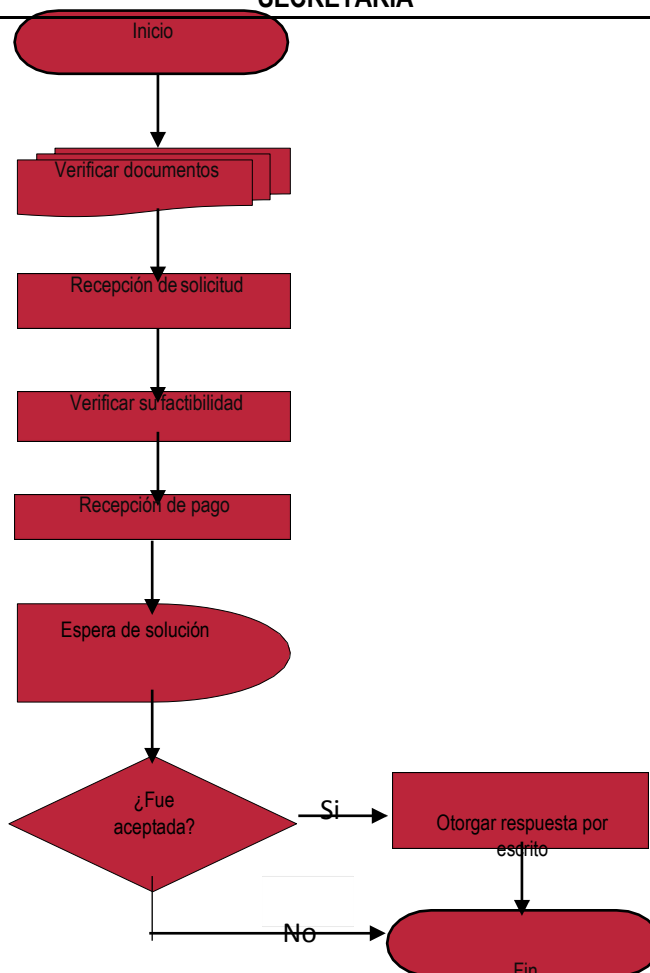 SECRETARIA
Inicio
Verificar documentos
Recepción de solicitud
Verificar su factibilidad
Recepción de pago
Espera de solución
¿Fue
aceptada?
Si
Otorgar respuesta por
escrito
No
Fin